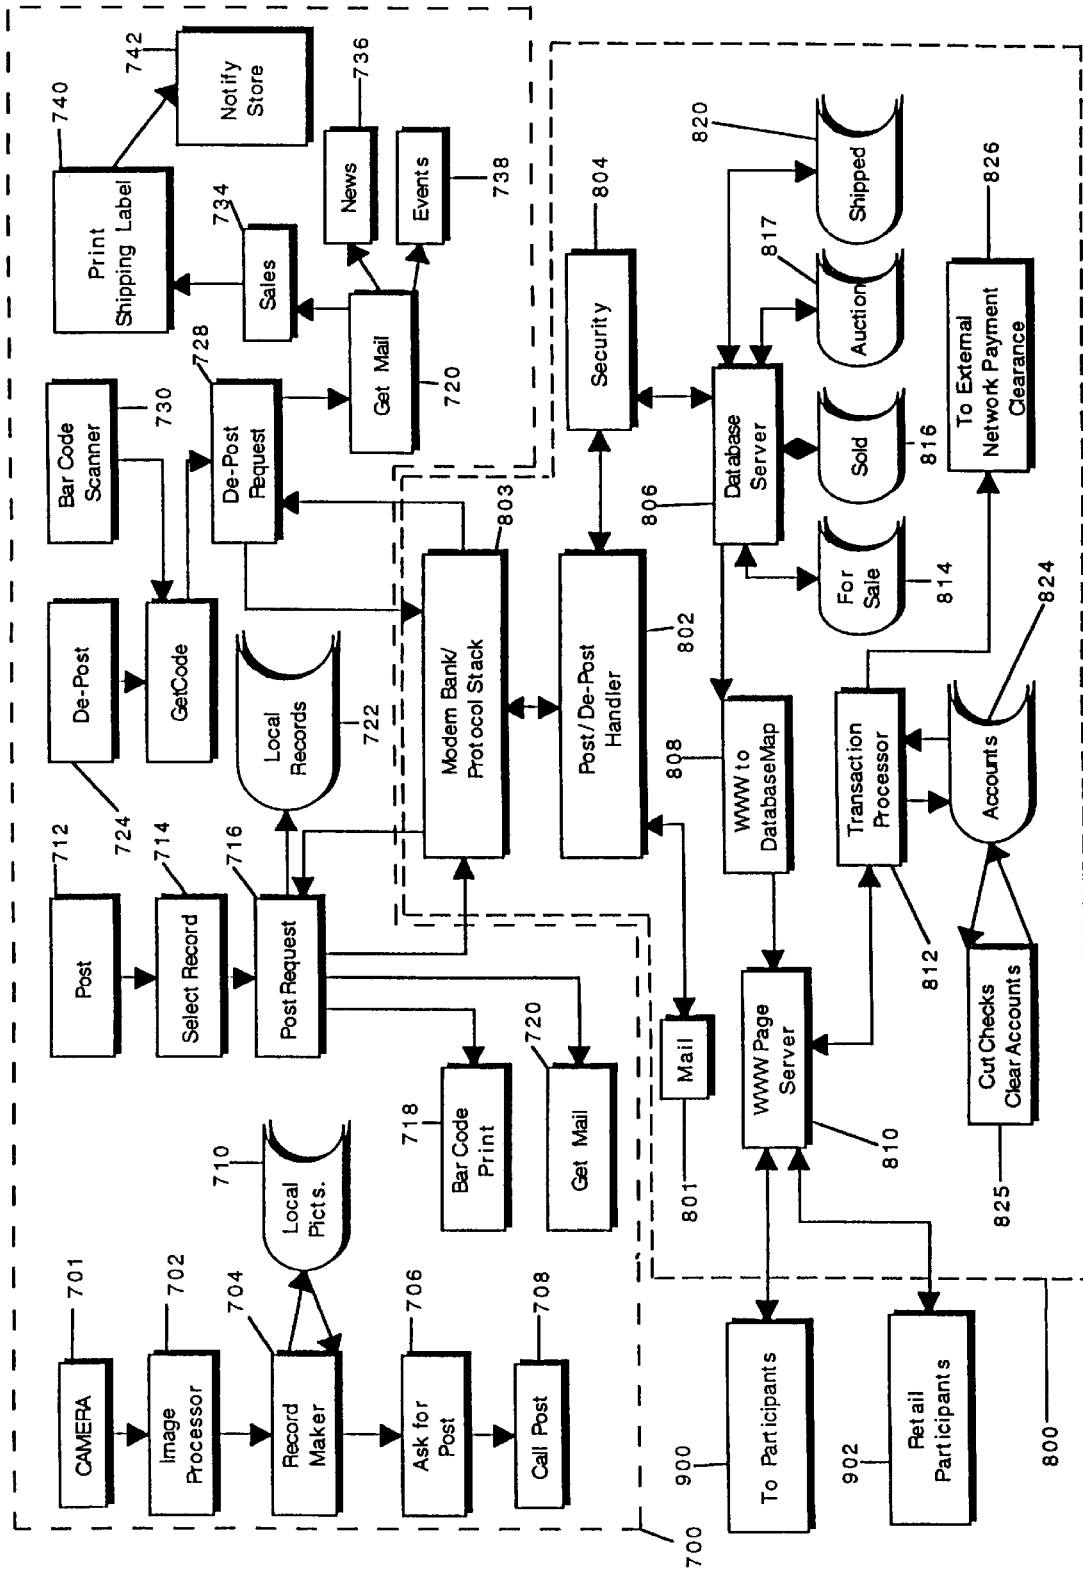 CAMERA
701
Image
Processor
702
Record
Maker
704
Local
Picts.
710
Ask for
Post
706
Call Post
708
700
Post
712
Select Record
714
Post Request
716
Local
Records
722
Bar Code
Print
718
Get Mail
720
De-Post
724
GetCode
Bar Code
Scanner
730
De-Post
Request
728
Get Mail
720
Sales
734
News
736
Events
738
Print
Shipping Label
740
Notify
Store
742
Modem Bank/
Protocol Stack
803
Post/De-Post
Handler
802
Security
804
Mail
801
Database
Server
806
WWW to
DatabaseMap
808
WWW Page
Server
810
For
Sale
814
Sold
816
Auction
817
Shipped
820
Transaction
Processor
812
Accounts
824
Cut Checks
Clear Accounts
825
To External
Network Payment
Clearance
826
To Participants
900
Retail
Participants
902
800